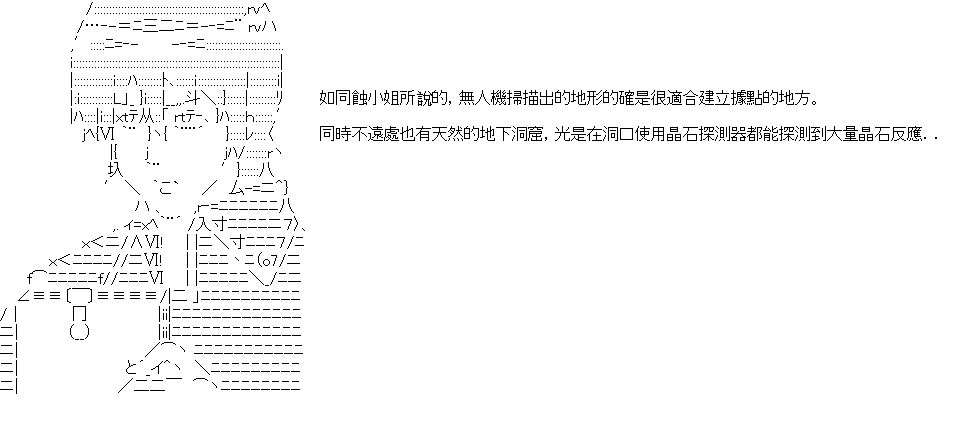 如同蝕小姐所說的, 無人機掃描出的地形的確是很適合建立據點的地方。
同時不遠處也有天然的地下洞窟, 光是在洞口使用晶石探測器都能探測到大量晶石反應. .